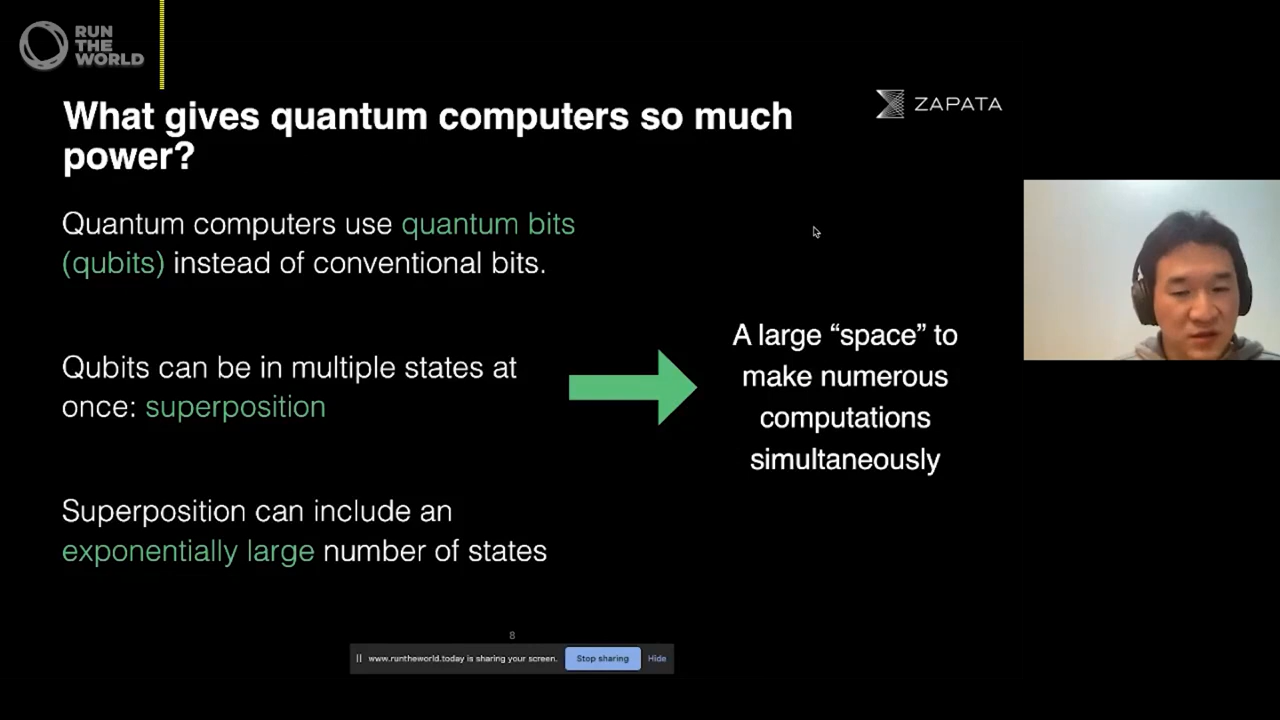 RUN
THE
WORLD
What gives quantum computers so much
power?
ZAPATA
Quantum computers use quantum bits
(qubits) instead of conventional bits.
Qubits can be in multiple states at
once: superposition
A large “space” to
make numerous
computations
simultaneously
Superposition can include an
exponentially large number of states
8
www.runtheworld.today is sharing your screen. Stop sharing Hide